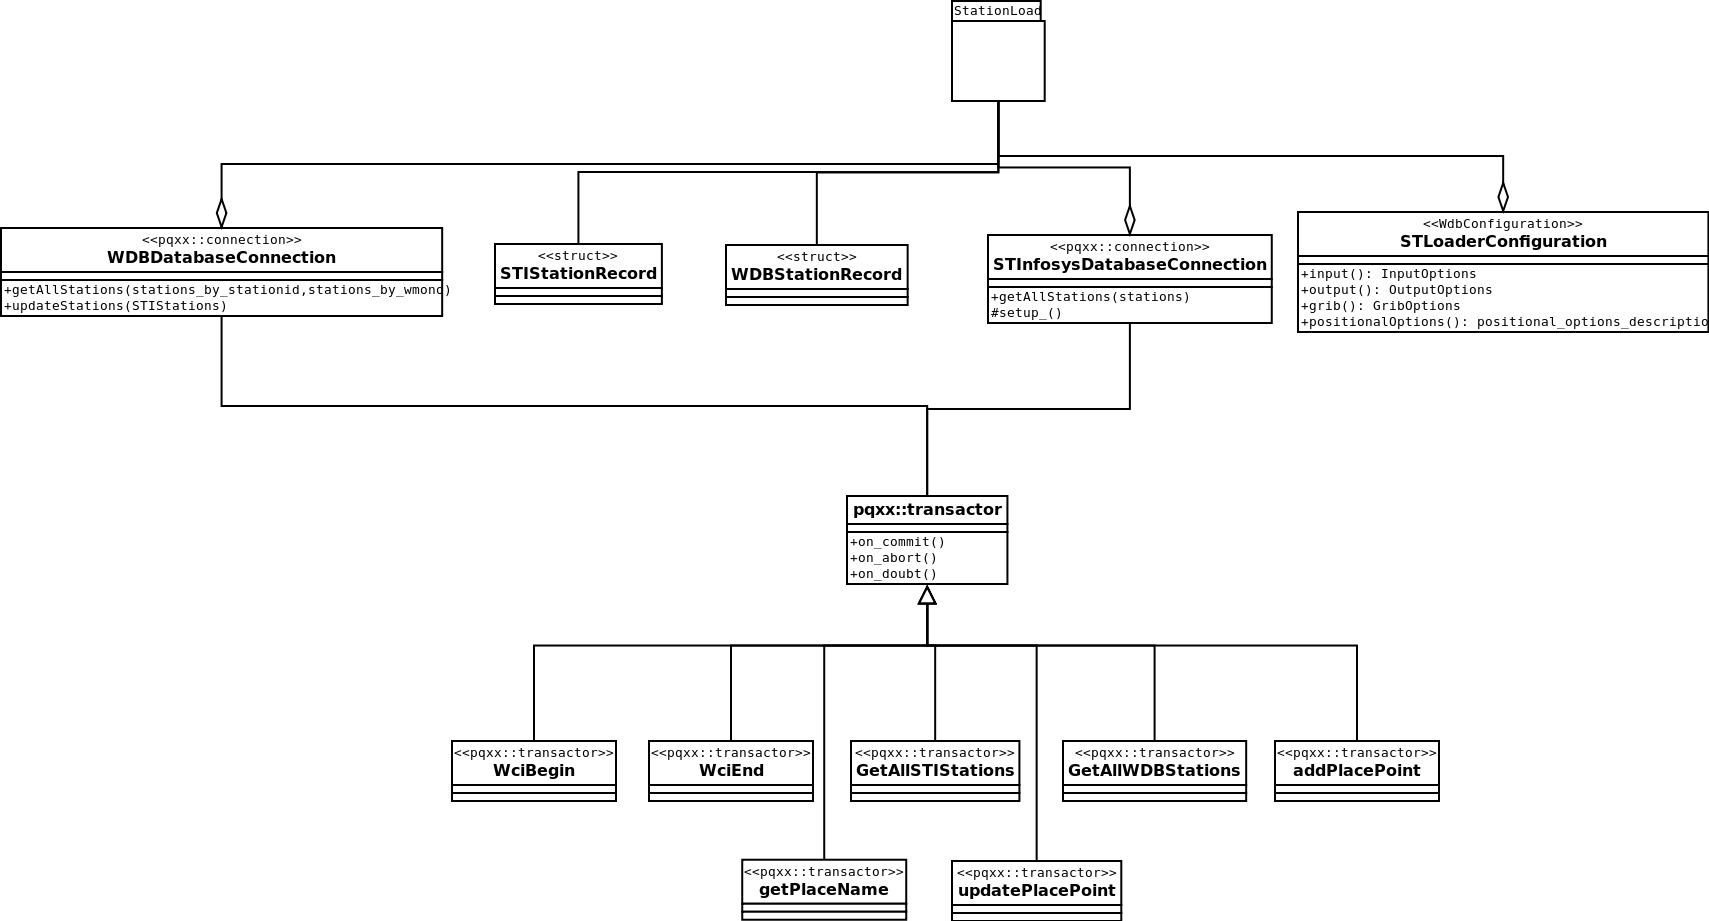 StationLoad
<<pqxx::connection>>
WDBDatabaseConnection
+getAllStations(stations_by_stationid,stations_by_wmono)
+updateStations(STIStations)
<<struct>>
STIStationRecord
<<struct>>
WDBStationRecord
<<pqxx::connection>>
STInfosysDatabaseConnection
+getAllStations(stations)
#setup_()
<<WdbConfiguration>>
STLoaderConfiguration
+input(): InputOptions
+output(): OutputOptions
+grib(): GribOptions
+positionalOptions(): positional_options_descriptio
pqxx::transactor
+on_commit()
+on_abort()
+on_doubt()
<<pqxx::transactor>>
WciBegin
<<pqxx::transactor>>
WciEnd
<<pqxx::transactor>>
GetAllSTIStations
<<pqxx::transactor>>
GetAllWDBStations
<<pqxx::transactor>>
addPlacePoint
<<pqxx::transactor>>
getPlaceName
<<pqxx::transactor>>
updatePlacePoint